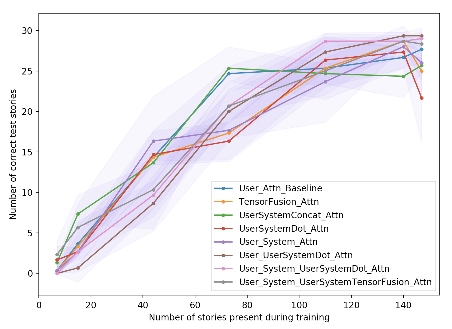 30
25
20
15
10
5
0
Number of correct test stories
User_Attn_Baseline
TensorFusion_Attn
UserSystemConcat_Attn
UserSystemDot_Attn
User_System_Attn
User_UserSystemDot_Attn
User_System_UserSystemDot_Attn
User_System_UserSystemTensorFusion_Attn
0 20 40 60 80 100 120 140
Number of stories present during training